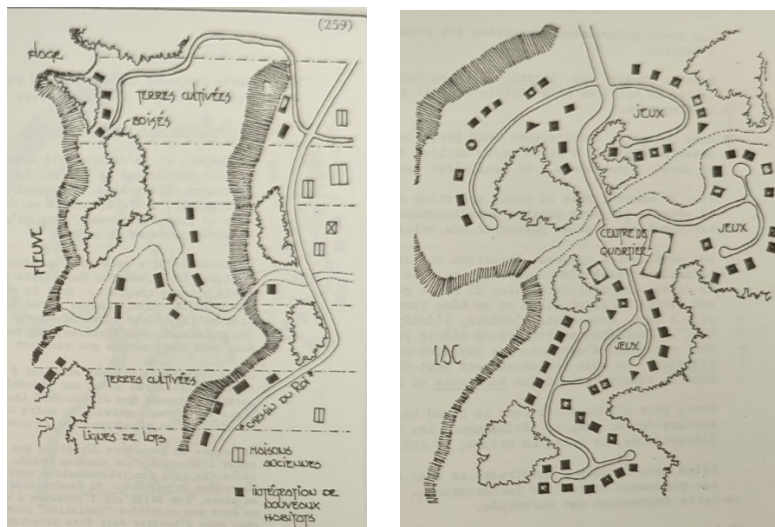 (259)
PLAGE
TERRES CULTIVÉES
BOISÉS
FLEUVE
TERRES CULTIVÉES
CHEMIN DU ROI
LIGNES DE LOTS
MAISONS
ANCIENNES
INTÉGRATION DE
NOUVEAUX
HABITATS
JEUX
CENTRE DE
QUARTIER
JEUX
LAC
JEUX